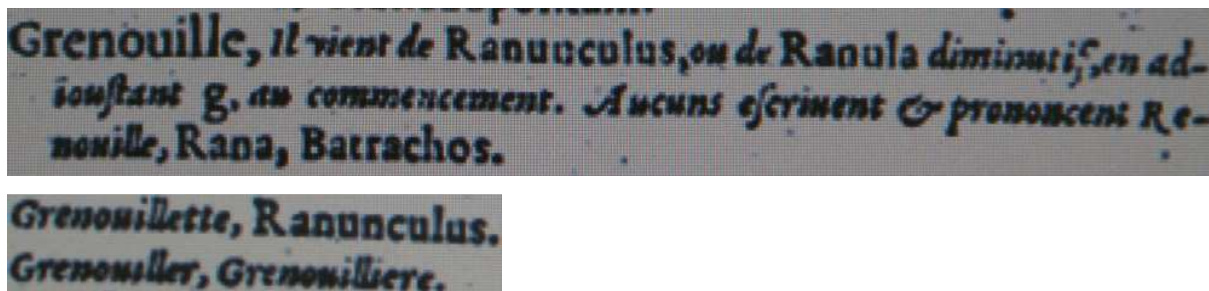 Grenouille, Il vient de Ranunculus, ou de Ranula diminutif, en ad-
iouſtant g, au commencement. Aucuns eſcriuent & prononcent Re-
nouille, Rana, Batrachos.
Grenouillette, Ranunculus.
Grenouiller, Grenouilliere.